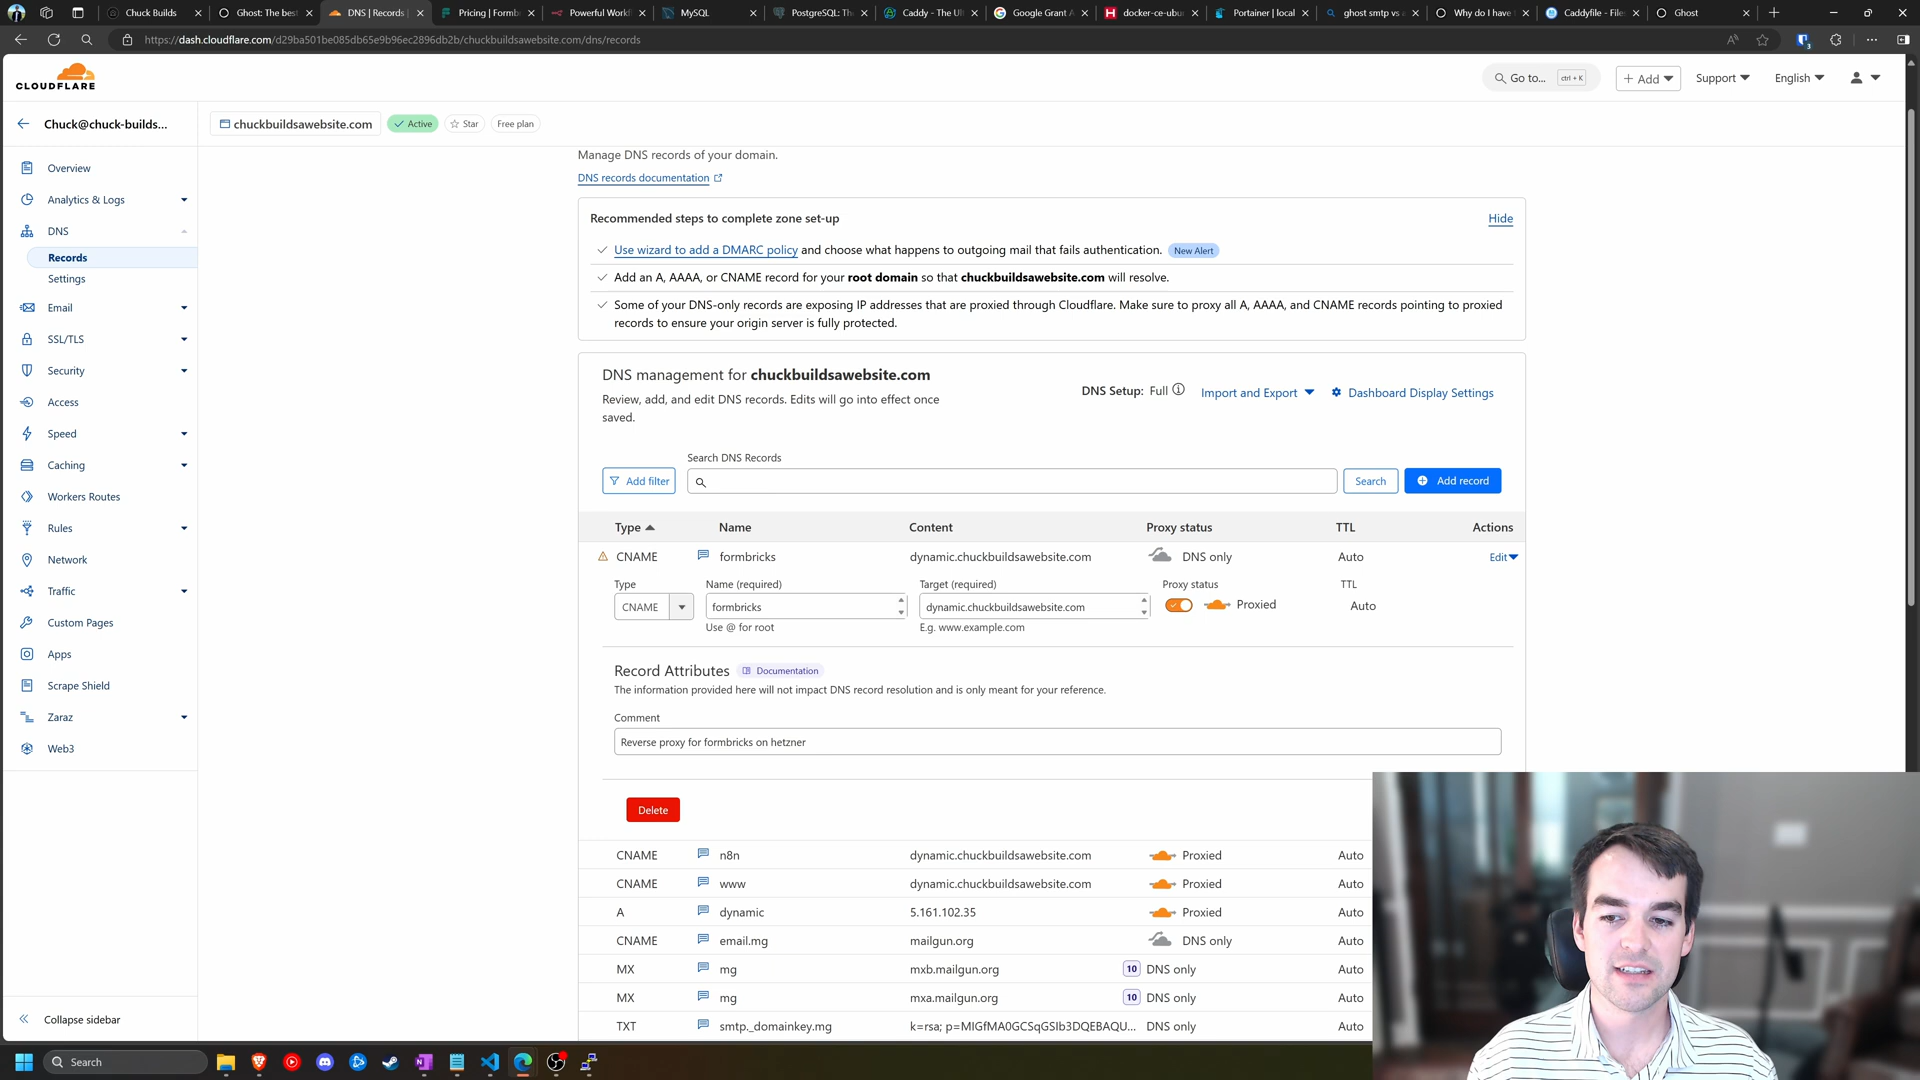 Chuck Builds
Ghost: The best
DNS | Records |
Pricing | Formb
Powerful Workf
MySQL
PostgreSQL: Th
Caddy - The Ul
Google Grant A
docker-ce-ubu
Portainer | local
ghost smtp vs a
Why do I have
Caddyfile - File
Ghost
https://dash.cloudflare.com/d29ba501be085db65e9b96ec2896db2b/chuckbuildsawebsite.com/dns/records
CLOUDFLARE
Go to...
ctrl + K
+ Add
Support
English
Chuck@chuck-builds...
chuckbuildsawebsite.com
Active
Star
Free plan
Overview
Analytics & Logs
DNS
Records
Settings
Email
SSL/TLS
Security
Access
Speed
Caching
Workers Routes
Rules
Network
Traffic
Custom Pages
Apps
Scrape Shield
Zaraz
Web3
Collapse sidebar
Manage DNS records of your domain.
DNS records documentation
Recommended steps to complete zone set-up
Hide
Use wizard to add a DMARC policy and choose what happens to outgoing mail that fails authentication. New Alert
Add an A, AAAA, or CNAME record for your root domain so that chuckbuildsawebsite.com will resolve.
Some of your DNS-only records are exposing IP addresses that are proxied through Cloudflare. Make sure to proxy all A, AAAA, and CNAME records pointing to proxied
records to ensure your origin server is fully protected.
DNS management for chuckbuildsawebsite.com
Review, add, and edit DNS records. Edits will go into effect once
saved.
DNS Setup: Full
Import and Export
Dashboard Display Settings
Search DNS Records
Add filter
Search
Add record
Type Name Content Proxy status TTL Actions
CNAME formbricks dynamic.chuckbuildsawebsite.com DNS only Auto Edit
Type Name (required) Target (required) Proxy status TTL
CNAME formbricks dynamic.chuckbuildsawebsite.com Proxied Auto
Use @ for root E.g. www.example.com
Record Attributes Documentation
The information provided here will not impact DNS record resolution and is only meant for your reference.
Comment
Reverse proxy for formbricks on hetzner
Delete
CNAME n8n dynamic.chuckbuildsawebsite.com Proxied Auto
CNAME www dynamic.chuckbuildsawebsite.com Proxied Auto
A dynamic 5.161.102.35 Proxied Auto
CNAME email.mg mailgun.org DNS only Auto
MX mg mxb.mailgun.org 10 DNS only Auto
MX mg mxa.mailgun.org 10 DNS only Auto
TXT smtp._domainkey.mg k=rsa; p=MIGfMA0GCSqGSIb3DQEBAQU... DNS only Auto
Search